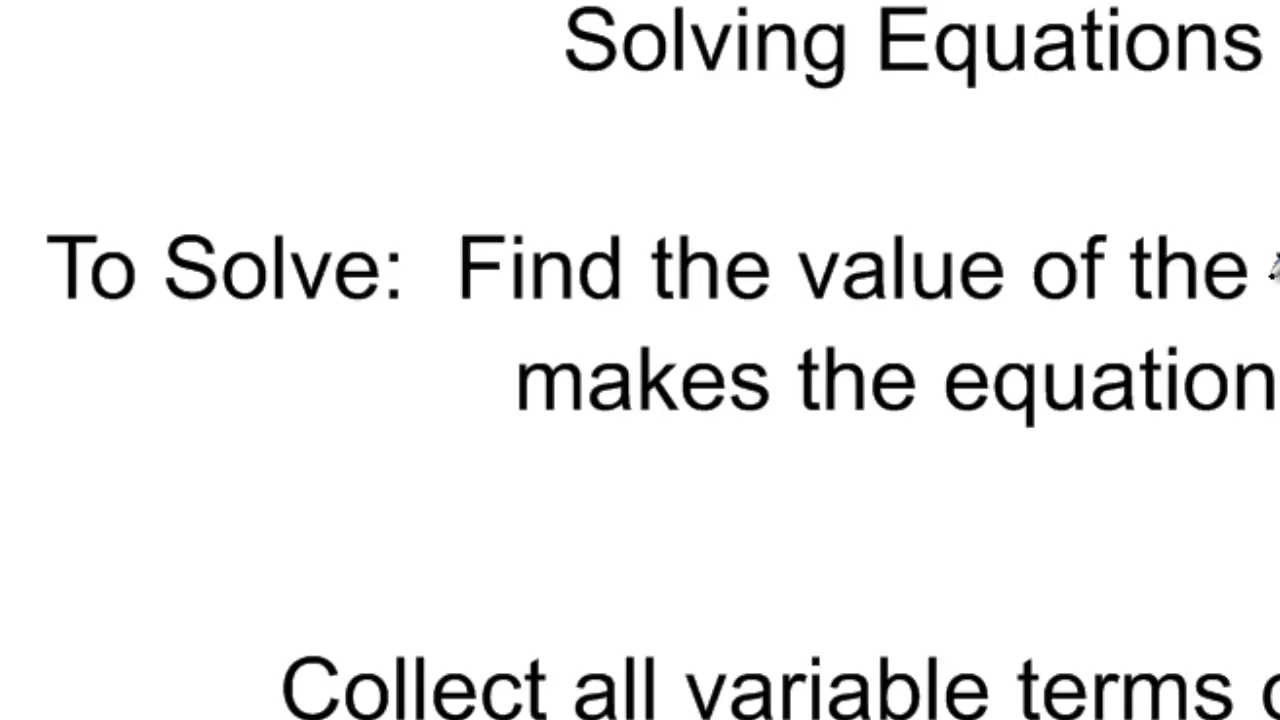 Solving Equations
To Solve: Find the value of the
makes the equation
Collect all variable terms